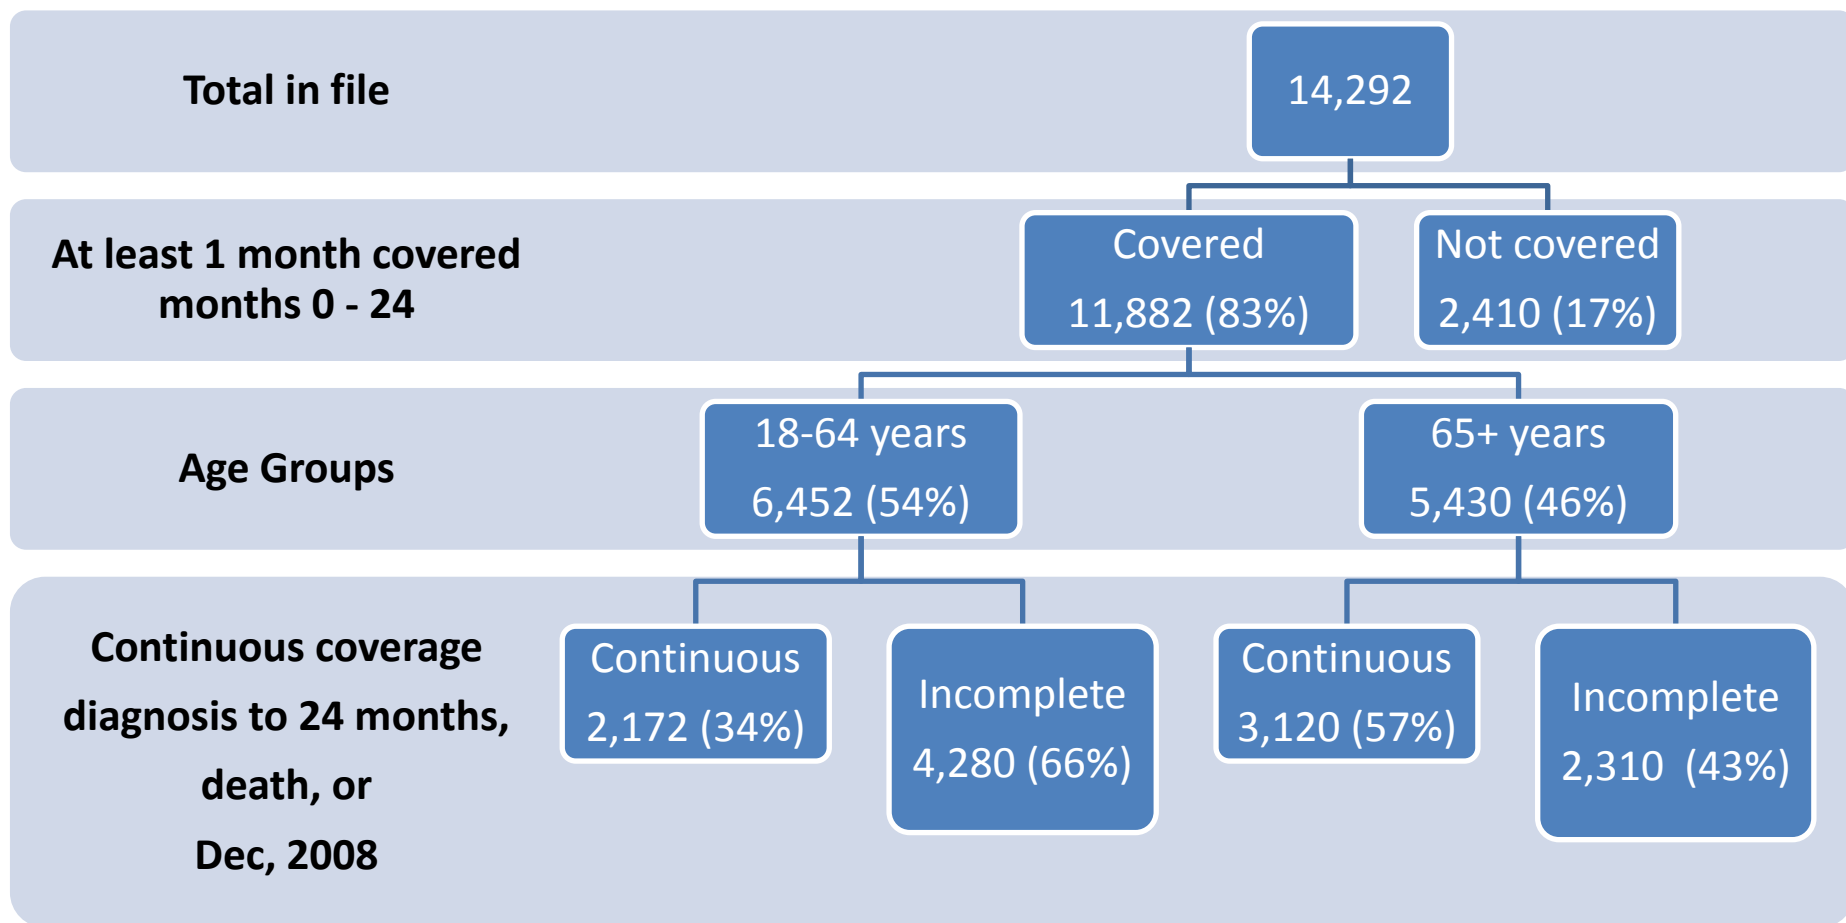 Total in file
14,292
At least 1 month covered
months 0 - 24
Covered
11,882 (83%)
Not covered
2,410 (17%)
Age Groups
18-64 years
6,452 (54%)
65+ years
5,430 (46%)
Continuous coverage
diagnosis to 24 months,
death, or
Dec, 2008
Continuous
2,172 (34%)
Incomplete
4,280 (66%)
Continuous
3,120 (57%)
Incomplete
2,310 (43%)